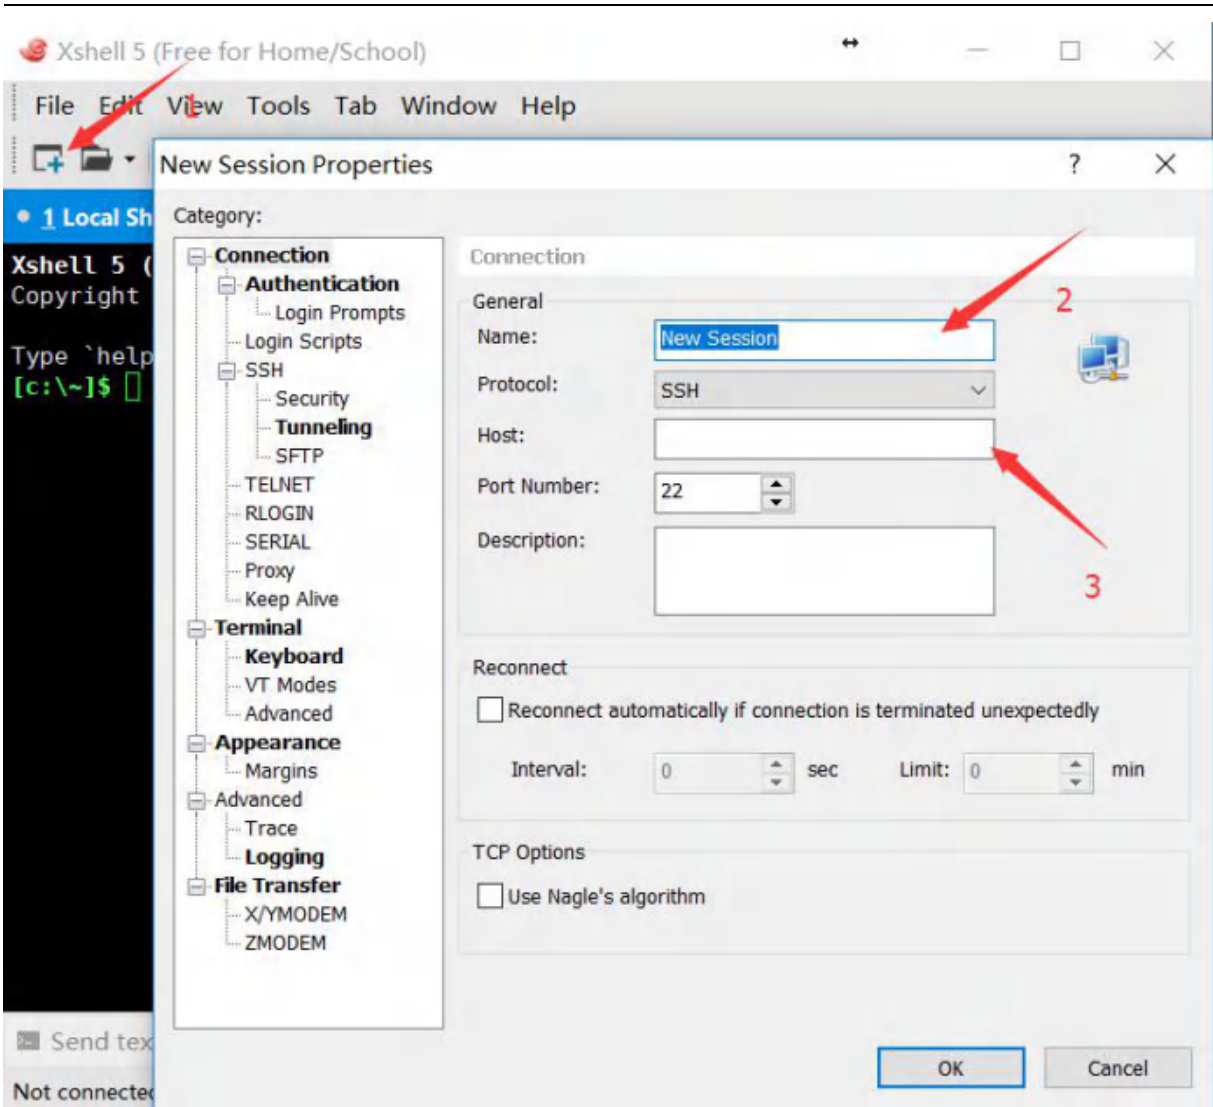 Xshell 5 (Free for Home/School)
File Edit View Tools Tab Window Help
1
New Session Properties
?
1 Local Sh
Category:
Xshell 5 (
Copyright
Type `help
[c:\~]$
Connection
Authentication
Login Prompts
Login Scripts
SSH
Security
Tunneling
SFTP
TELNET
RLOGIN
SERIAL
Proxy
Keep Alive
Terminal
Keyboard
VT Modes
Advanced
Appearance
Margins
Advanced
Trace
Logging
File Transfer
X/YMODEM
ZMODEM
Connection
General
2
Name: New Session
Protocol: SSH
Host:
Port Number: 22
Description:
3
Reconnect
Reconnect automatically if connection is terminated unexpectedly
Interval: 0 sec Limit: 0 min
TCP Options
Use Nagle's algorithm
Send tex
Not connected
OK Cancel